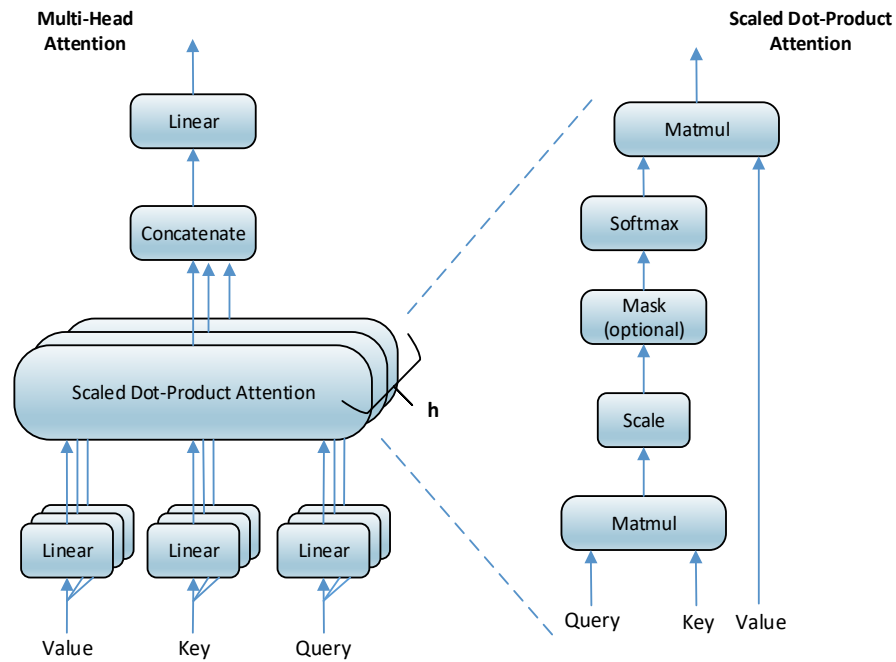 Multi-Head
Attention
Linear
Concatenate
Scaled Dot-Product Attention
h
Linear
Linear
Linear
Value
Key
Query
Scaled Dot-Product
Attention
Matmul
Softmax
Mask
(optional)
Scale
Matmul
Query
Key
Value